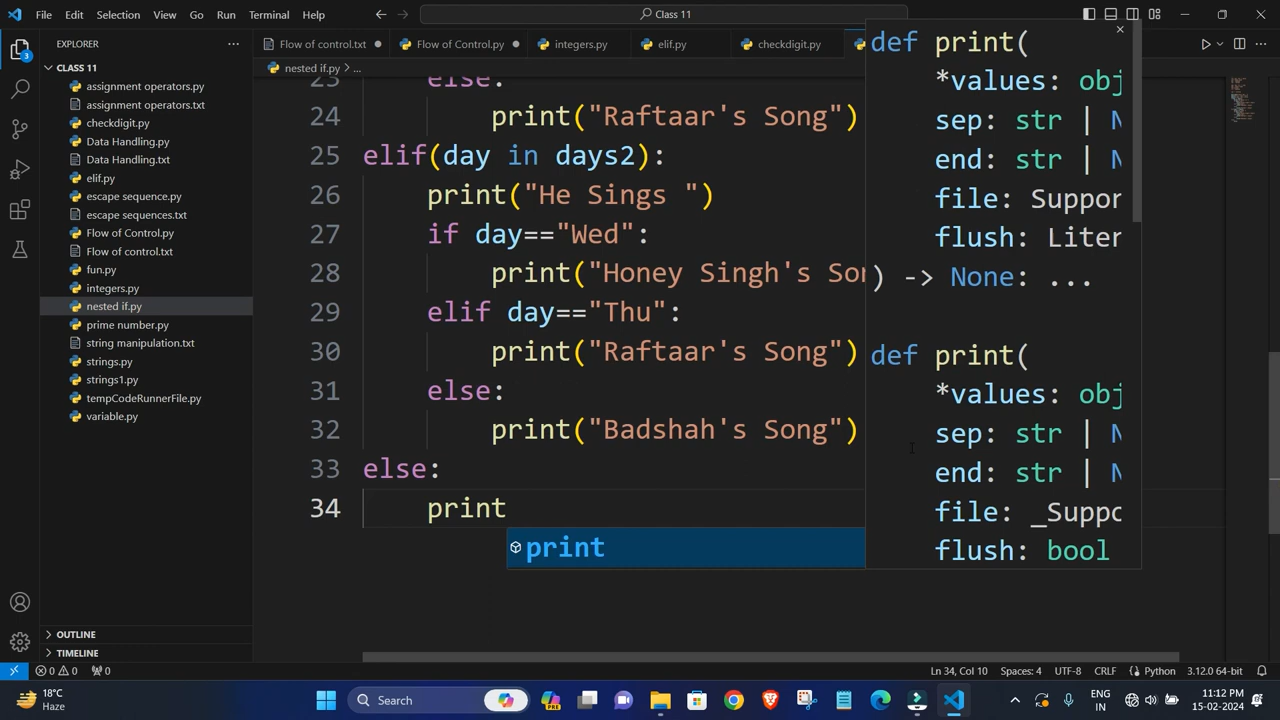 File Edit Selection View Go Run Terminal Help
Class 11
EXPLORER
Flow of control.txt
Flow of Control.py
integers.py
elif.py
checkdigit.py
CLASS 11
nested if.py > ...
assignment operators.py
assignment operators.txt
checkdigit.py
Data Handling.py
Data Handling.txt
elif.py
escape sequence.py
escape sequences.txt
Flow of Control.py
Flow of control.txt
fun.py
integers.py
nested if.py
prime number.py
string manipulation.txt
strings.py
strings1.py
tempCodeRunnerFile.py
variable.py
OUTLINE
TIMELINE
23 else:
24 print("Raftaar's Song")
25 elif(day in days2):
26 print("He Sings ")
27 if day=="Wed":
28 print("Honey Singh's Son
29 elif day=="Thu":
30 print("Raftaar's Song")
31 else:
32 print("Badshah's Song")
33 else:
34 print
print
def print(
*values: obj
sep: str | N
end: str | N
file: Suppor
flush: Liter
) -> None: ...
def print(
*values: obj
sep: str | N
end: str | N
file: _Suppo
flush: bool
3
0 0 0
Ln 34, Col 10 Spaces: 4 UTF-8 CRLF Python 3.12.0 64-bit
18°C
Haze
Search
PRE
ENG
IN
11:12 PM
15-02-2024